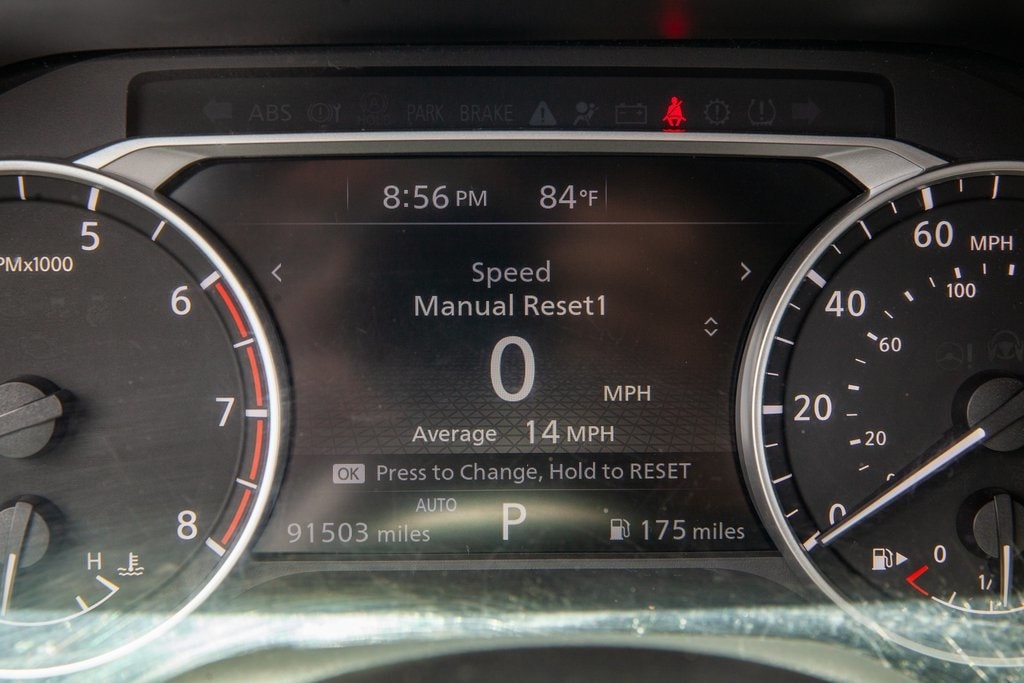 ABS PARK BRAKE
8:56 PM 84°F
Speed
Manual Reset1
0 MPH
Average 14 MPH
OK Press to Change, Hold to RESET
AUTO
91503 miles P 175 miles
5
PMx1000
6
7
8
H
60 MPH
100
40
60
20
20
0
0